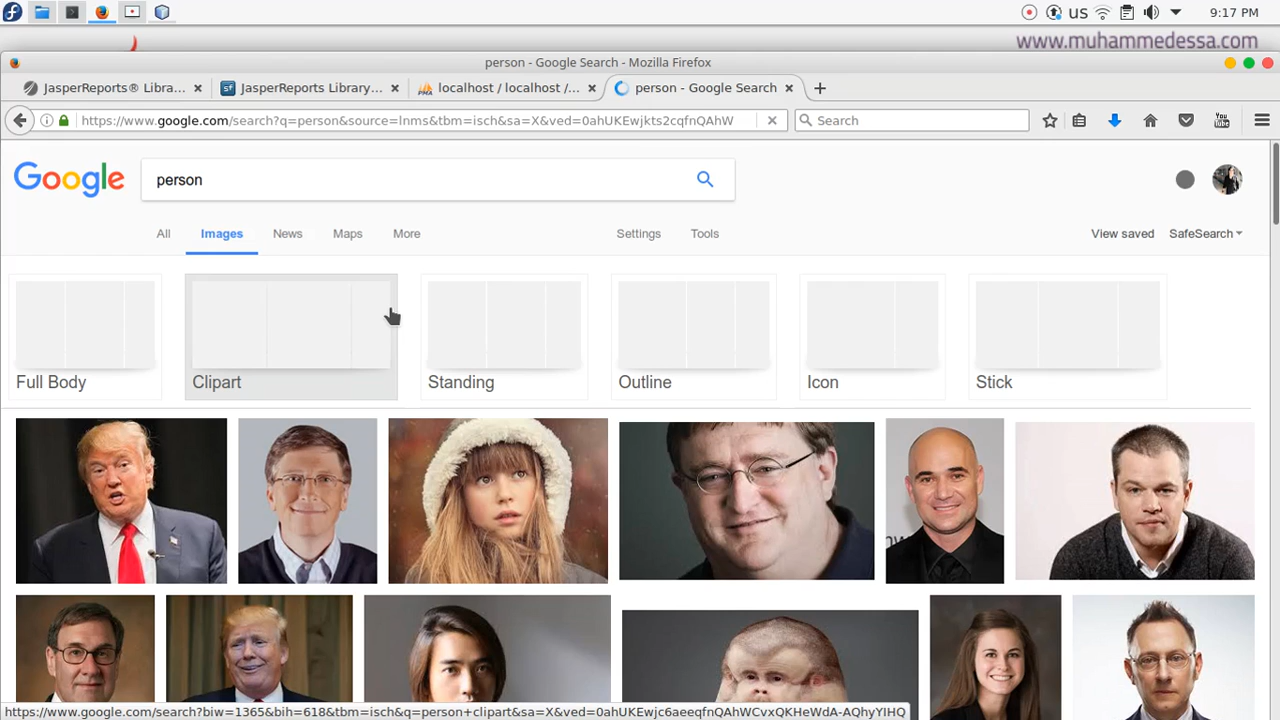 us
9:17 PM
www.muhammedessa.com
person - Google Search - Mozilla Firefox
JasperReports® Libra...
JasperReports Library...
localhost / localhost /...
person - Google Search
https://www.google.com/search?q=person&source=lnms&tbm=isch&sa=X&ved=0ahUKEwjkts2cqfnQAhW
Search
You
Tube
Google
person
All
Images
News
Maps
More
Settings
Tools
View saved
SafeSearch
Full Body
Clipart
Standing
Outline
Icon
Stick
https://www.google.com/search?biw=1365&bih=618&tbm=isch&q=person+clipart&sa=X&ved=0ahUKEwjc6aeeqfnQAhWCvxQKHeWdA-AQhyYIHQ